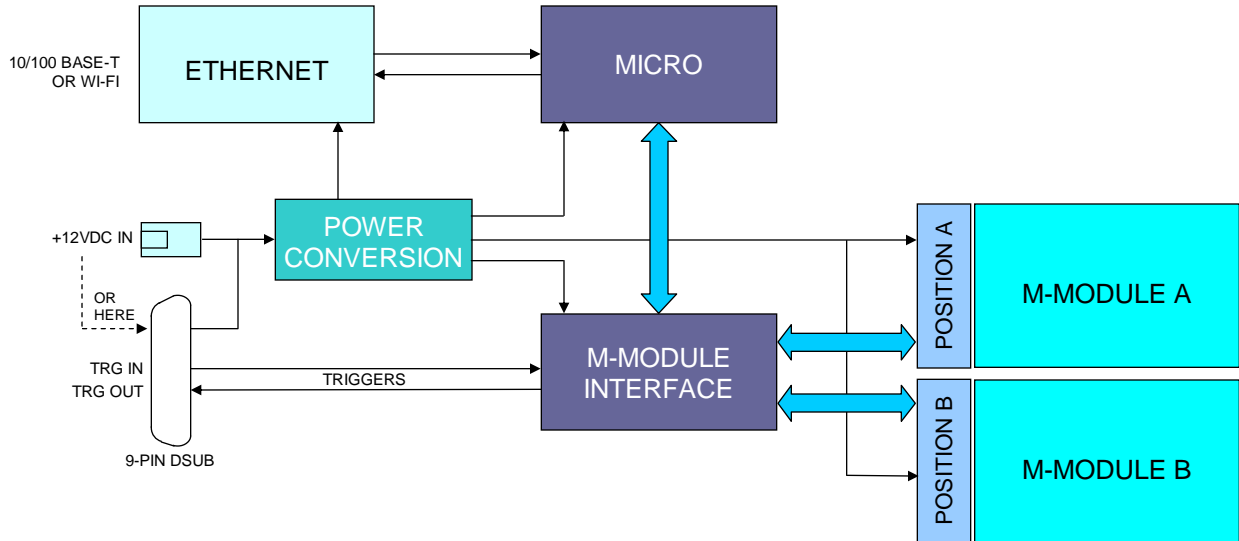 10/100 BASE-T
OR WI-FI
ETHERNET
MICRO
+12VDC IN
OR
HERE
POWER
CONVERSION
POSITION A
M-MODULE A
TRG IN
TRG OUT
TRIGGERS
M-MODULE
INTERFACE
9-PIN DSUB
POSITION B
M-MODULE B